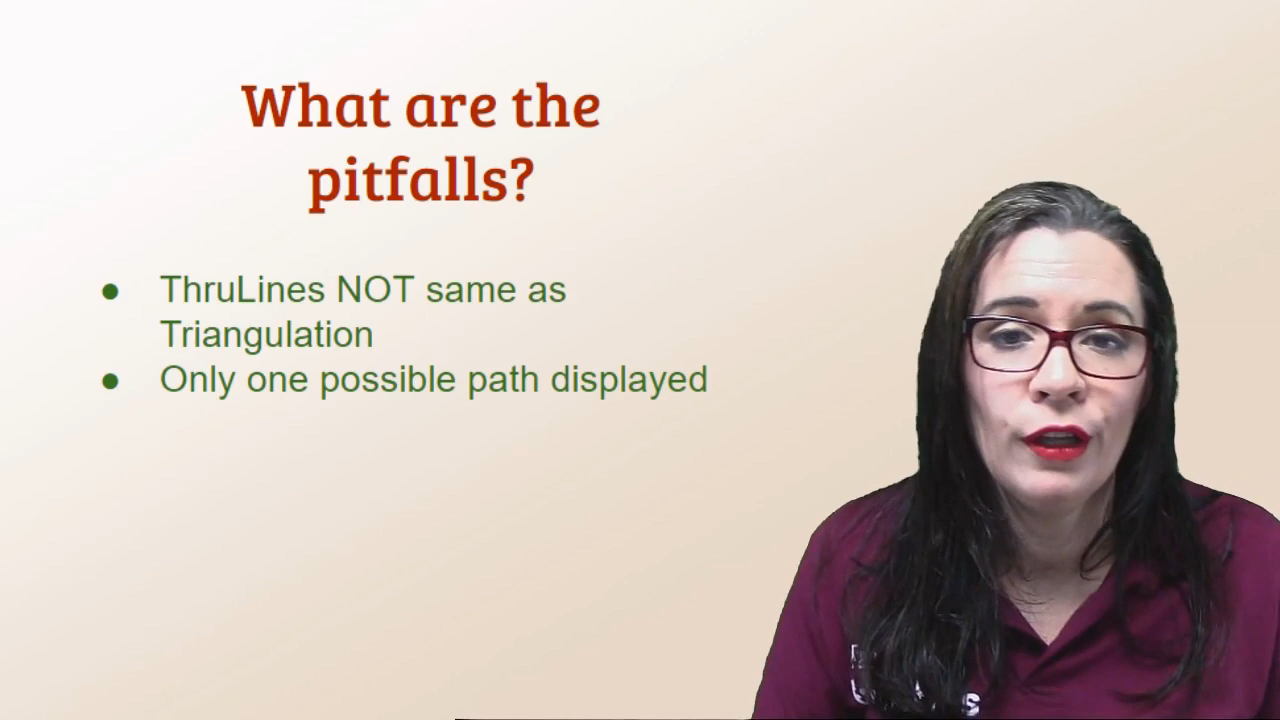 What are the
pitfalls?
● ThruLines NOT same as
Triangulation
● Only one possible path displayed